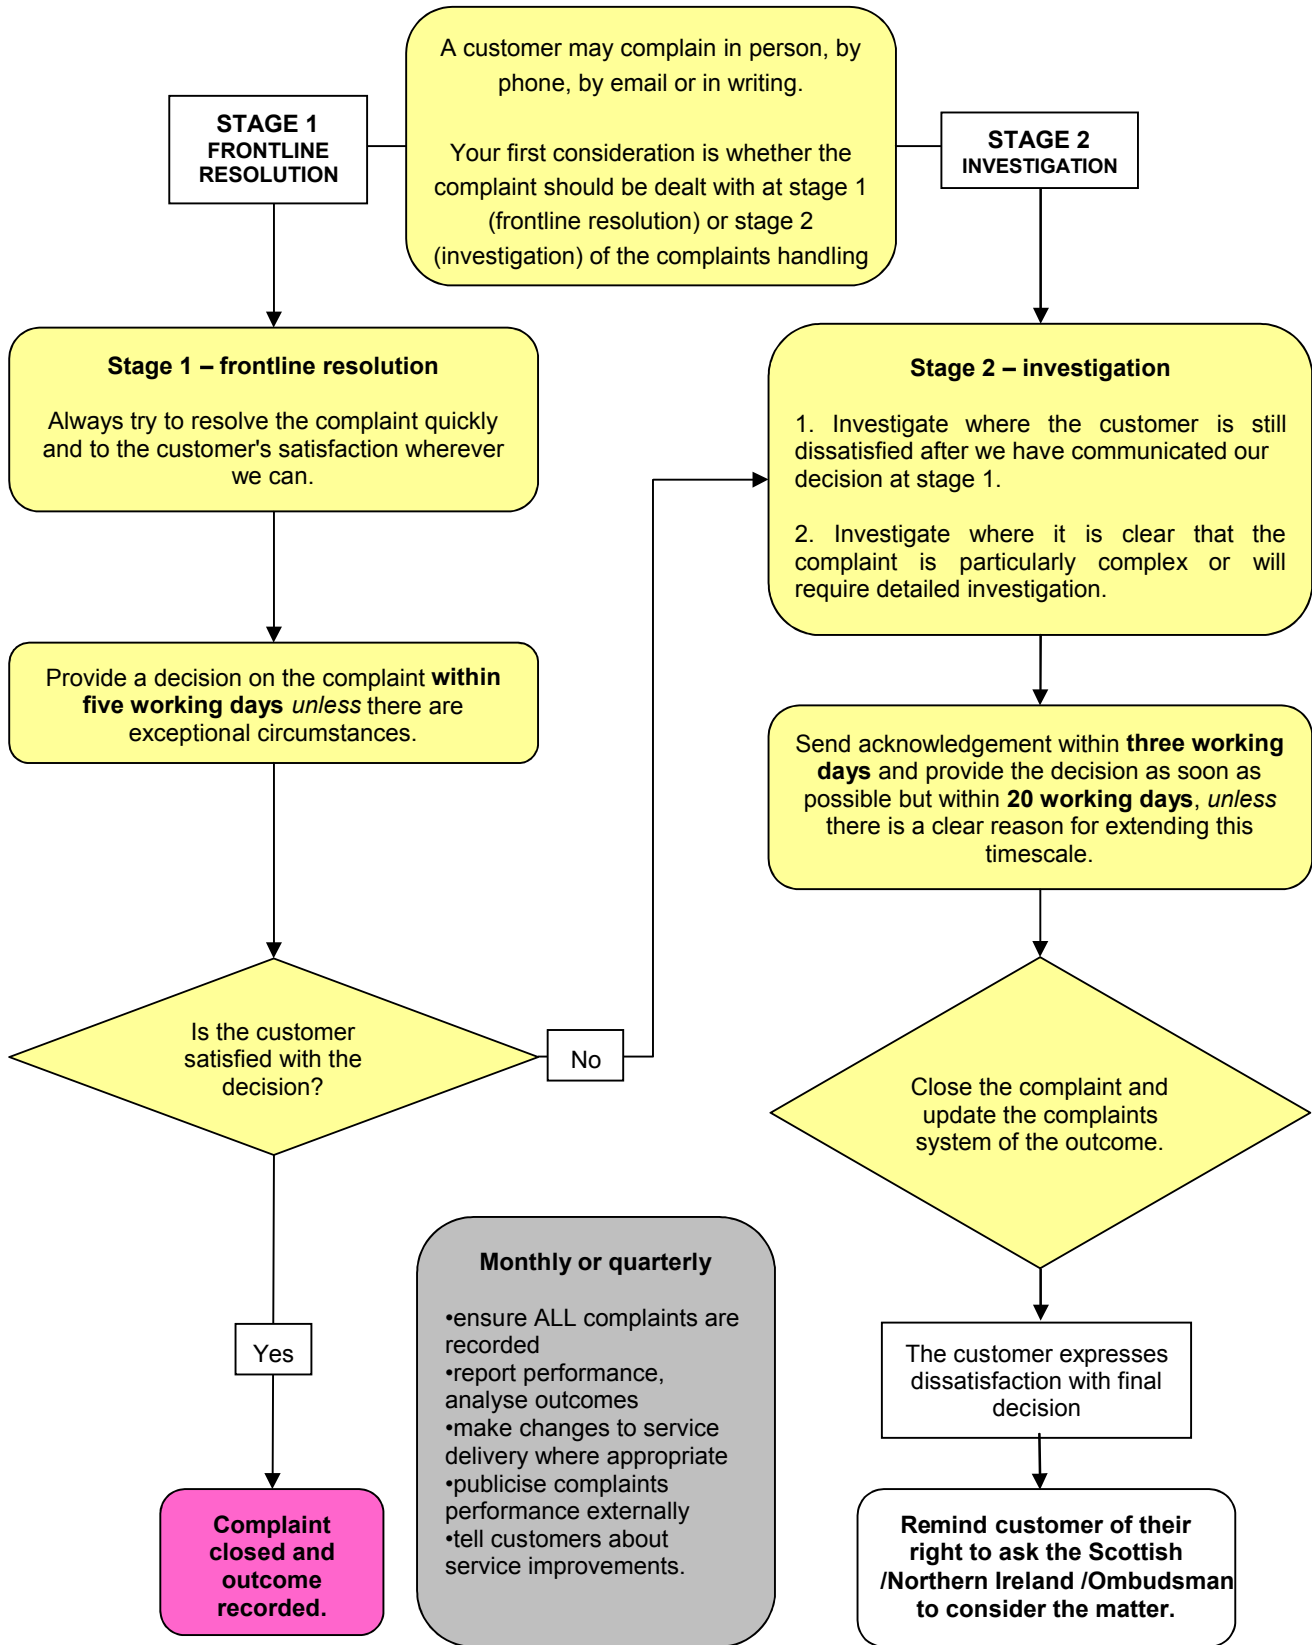 A customer may complain in person, by
phone, by email or in writing.
Your first consideration is whether the
complaint should be dealt with at stage 1
(frontline resolution) or stage 2
(investigation) of the complaints handling
STAGE 1
FRONTLINE
RESOLUTION
STAGE 2
INVESTIGATION
Stage 1 – frontline resolution
Always try to resolve the complaint quickly
and to the customer's satisfaction wherever
we can.
Provide a decision on the complaint within
five working days unless there are
exceptional circumstances.
Is the customer
satisfied with the
decision?
No
Yes
Complaint
closed and
outcome
recorded.
Monthly or quarterly
•ensure ALL complaints are
recorded
•report performance,
analyse outcomes
•make changes to service
delivery where appropriate
•publicise complaints
performance externally
•tell customers about
service improvements.
Stage 2 – investigation
1. Investigate where the customer is still
dissatisfied after we have communicated our
decision at stage 1.
2. Investigate where it is clear that the
complaint is particularly complex or will
require detailed investigation.
Send acknowledgement within three working
days and provide the decision as soon as
possible but within 20 working days, unless
there is a clear reason for extending this
timescale.
Close the complaint and
update the complaints
system of the outcome.
The customer expresses
dissatisfaction with final
decision
Remind customer of their
right to ask the Scottish
/Northern Ireland /Ombudsman
to consider the matter.